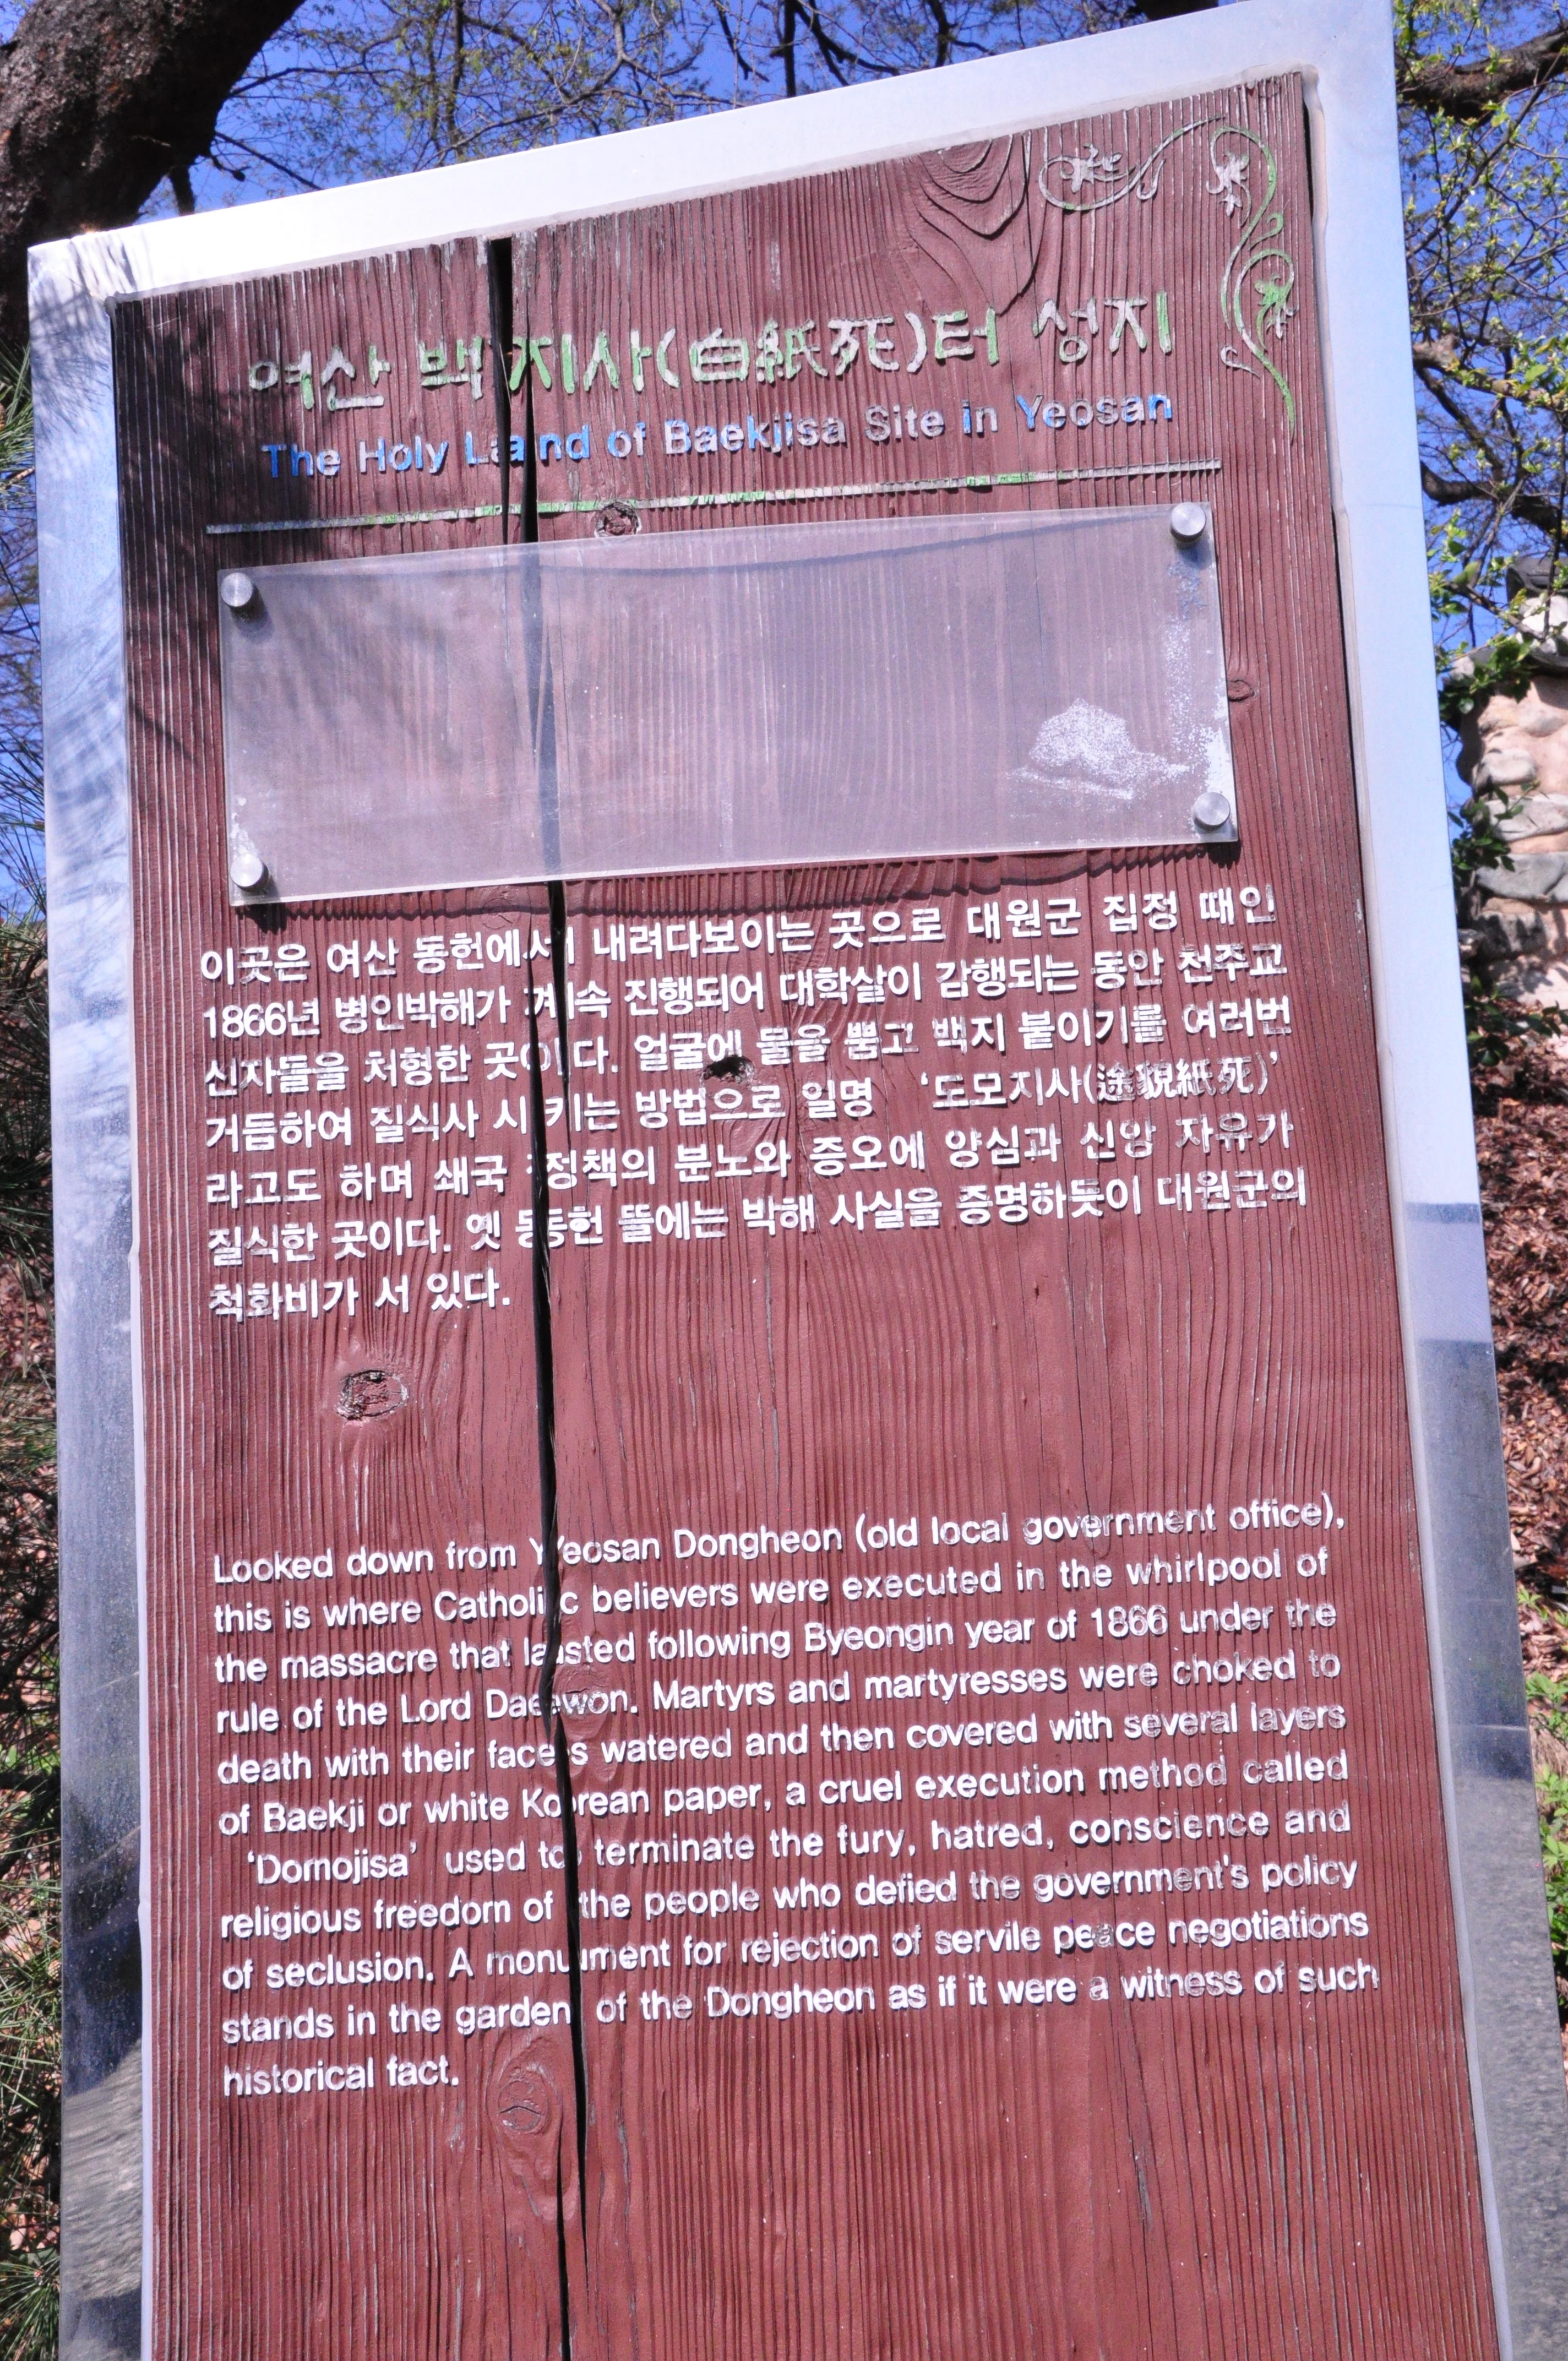 여산 백지사(白紙死)터 성지
The Holy Land of Baekjisa Site in Yeosan
이곳은 여산 동헌에서 내려다보이는 곳으로 대원군 집정 때인
1866년 병인박해가 계속 진행되어 대학살이 감행되는 동안 천주교
신자들을 처형한 곳이다. 얼굴에 물을 뿜고 백지 붙이기를 여러번
거듭하여 질식사 시키는 방법으로 일명 ‘도모지사(塗貌紙死)’
라고도 하며 쇄국 정책의 분노와 증오에 양심과 신앙 자유가
질식한 곳이다. 옛 동헌 뜰에는 박해 사실을 증명하듯이 대원군의
척화비가 서 있다.
Looked down from Yeosan Dongheon (old local government office),
this is where Catholic believers were executed in the whirlpool of
the massacre that lasted following Byeongin year of 1866 under the
rule of the Lord Daewon. Martyrs and martyresses were choked to
death with their faces watered and then covered with several layers
of Baekji or white Korean paper, a cruel execution method called
‘Domojisa’ used to terminate the fury, hatred, conscience and
religious freedom of the people who defied the government's policy
of seclusion. A monument for rejection of servile peace negotiations
stands in the garden of the Dongheon as if it were a witness of such
historical fact.